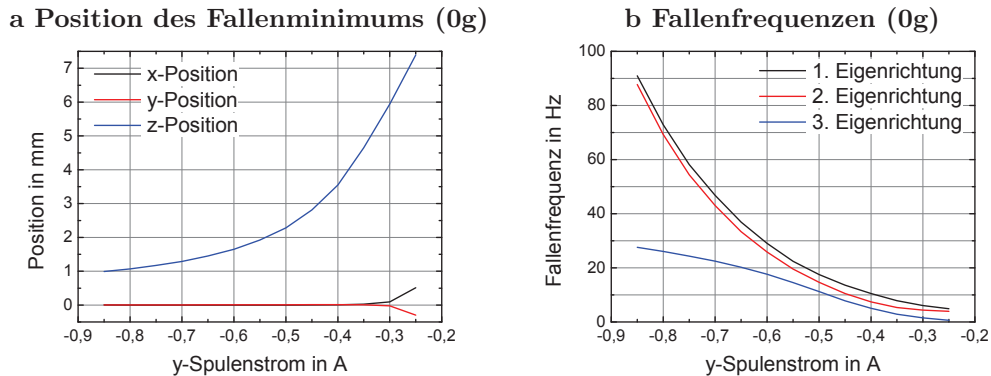 a Position des Fallenminimums (0g)
7
6
5
4
3
2
1
0
Position in mm
x-Position
y-Position
z-Position
-0,9 -0,8 -0,7 -0,6 -0,5 -0,4 -0,3 -0,2
y-Spulenstrom in A
b Fallenfrequenzen (0g)
100
80
60
40
20
0
Fallenfrequenz in Hz
1. Eigenrichtung
2. Eigenrichtung
3. Eigenrichtung
-0,9 -0,8 -0,7 -0,6 -0,5 -0,4 -0,3 -0,2
y-Spulenstrom in A